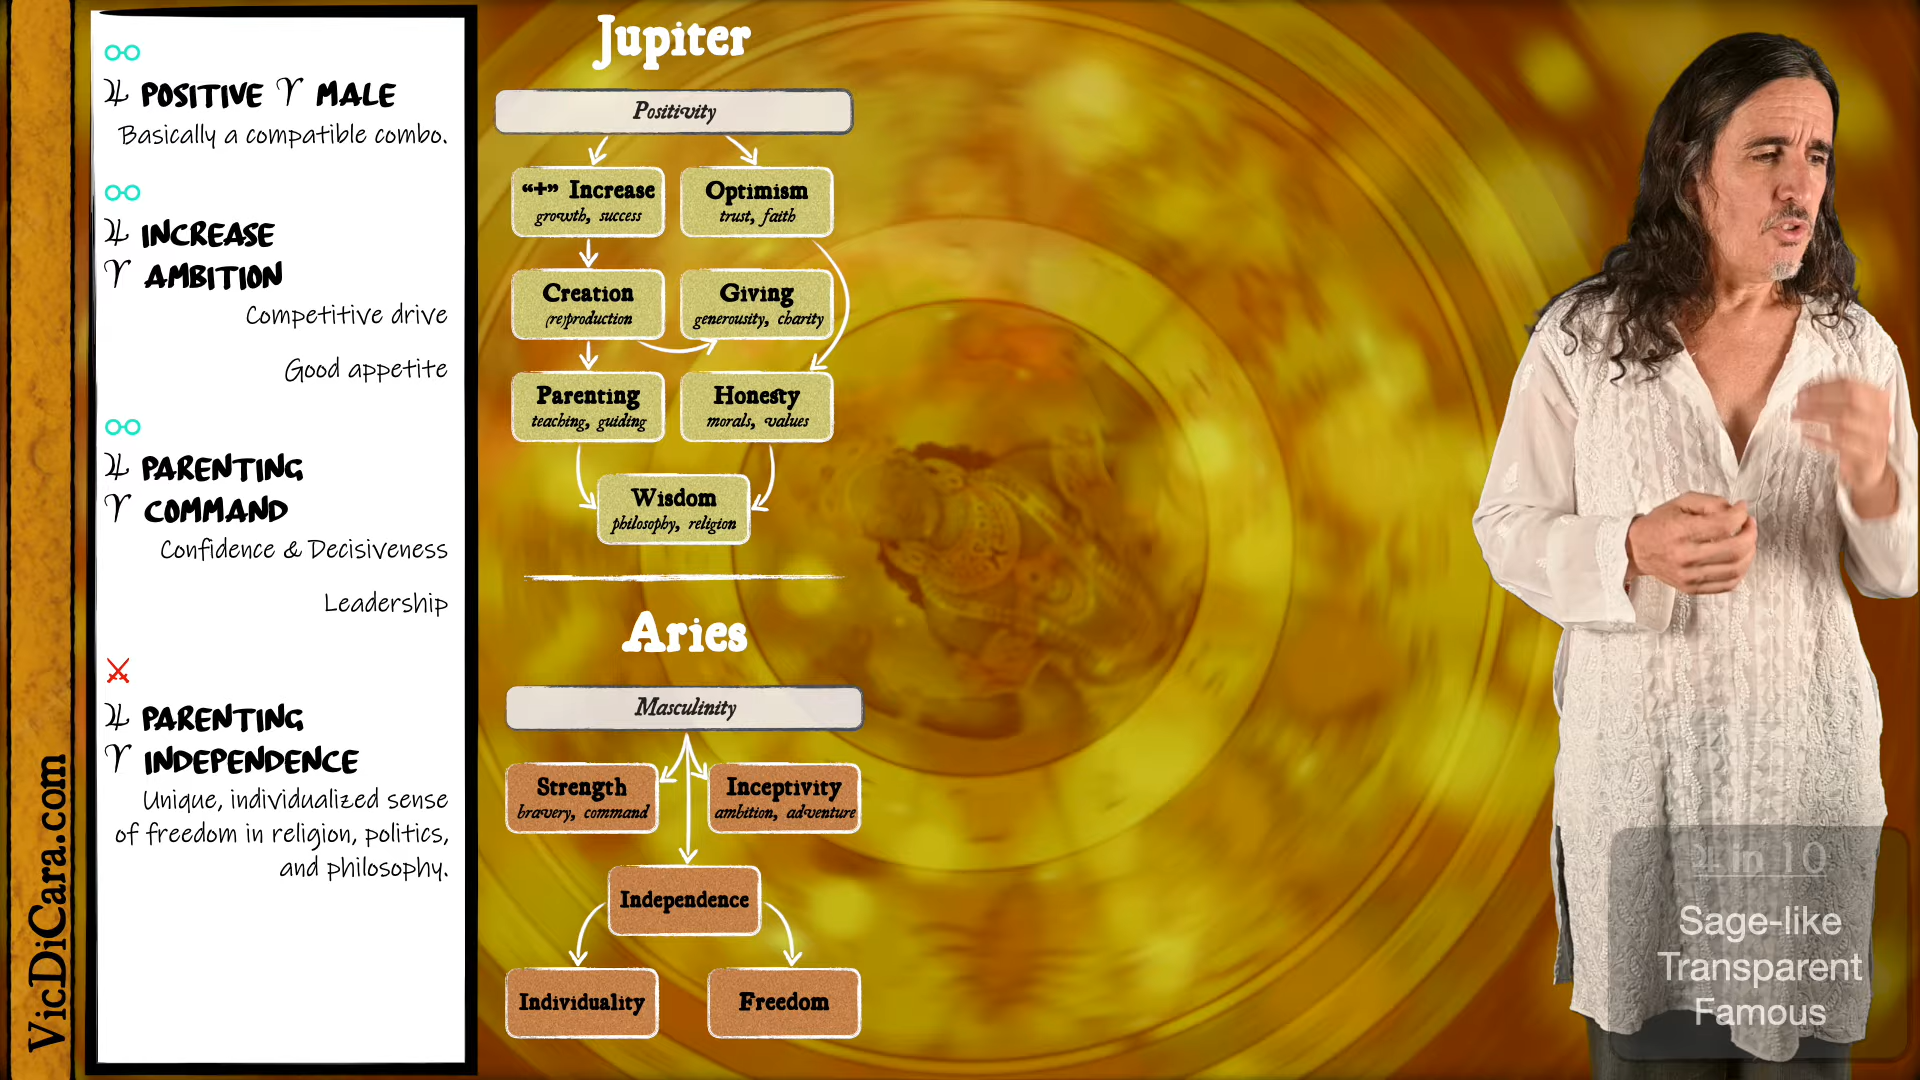 VicDiCara.com
♃ POSITIVE ♈ MALE
Basically a compatible combo.
♃ INCREASE
♈ AMBITION
Competitive drive
Good appetite
♃ PARENTING
♈ COMMAND
Confidence & Decisiveness
Leadership
♃ PARENTING
♈ INDEPENDENCE
Unique, individualized sense
of freedom in religion, politics,
and philosophy.
Jupiter
Positivity
“+” Increase
growth, success
Optimism
trust, faith
Creation
(re)production
Giving
generousity, charity
Parenting
teaching, guiding
Honesty
morals, values
Wisdom
philosophy, religion
Aries
Masculinity
Strength
bravery, command
Inceptivity
ambition, adventure
Independence
Individuality
Freedom
♃ in 10
Sage-like
Transparent
Famous